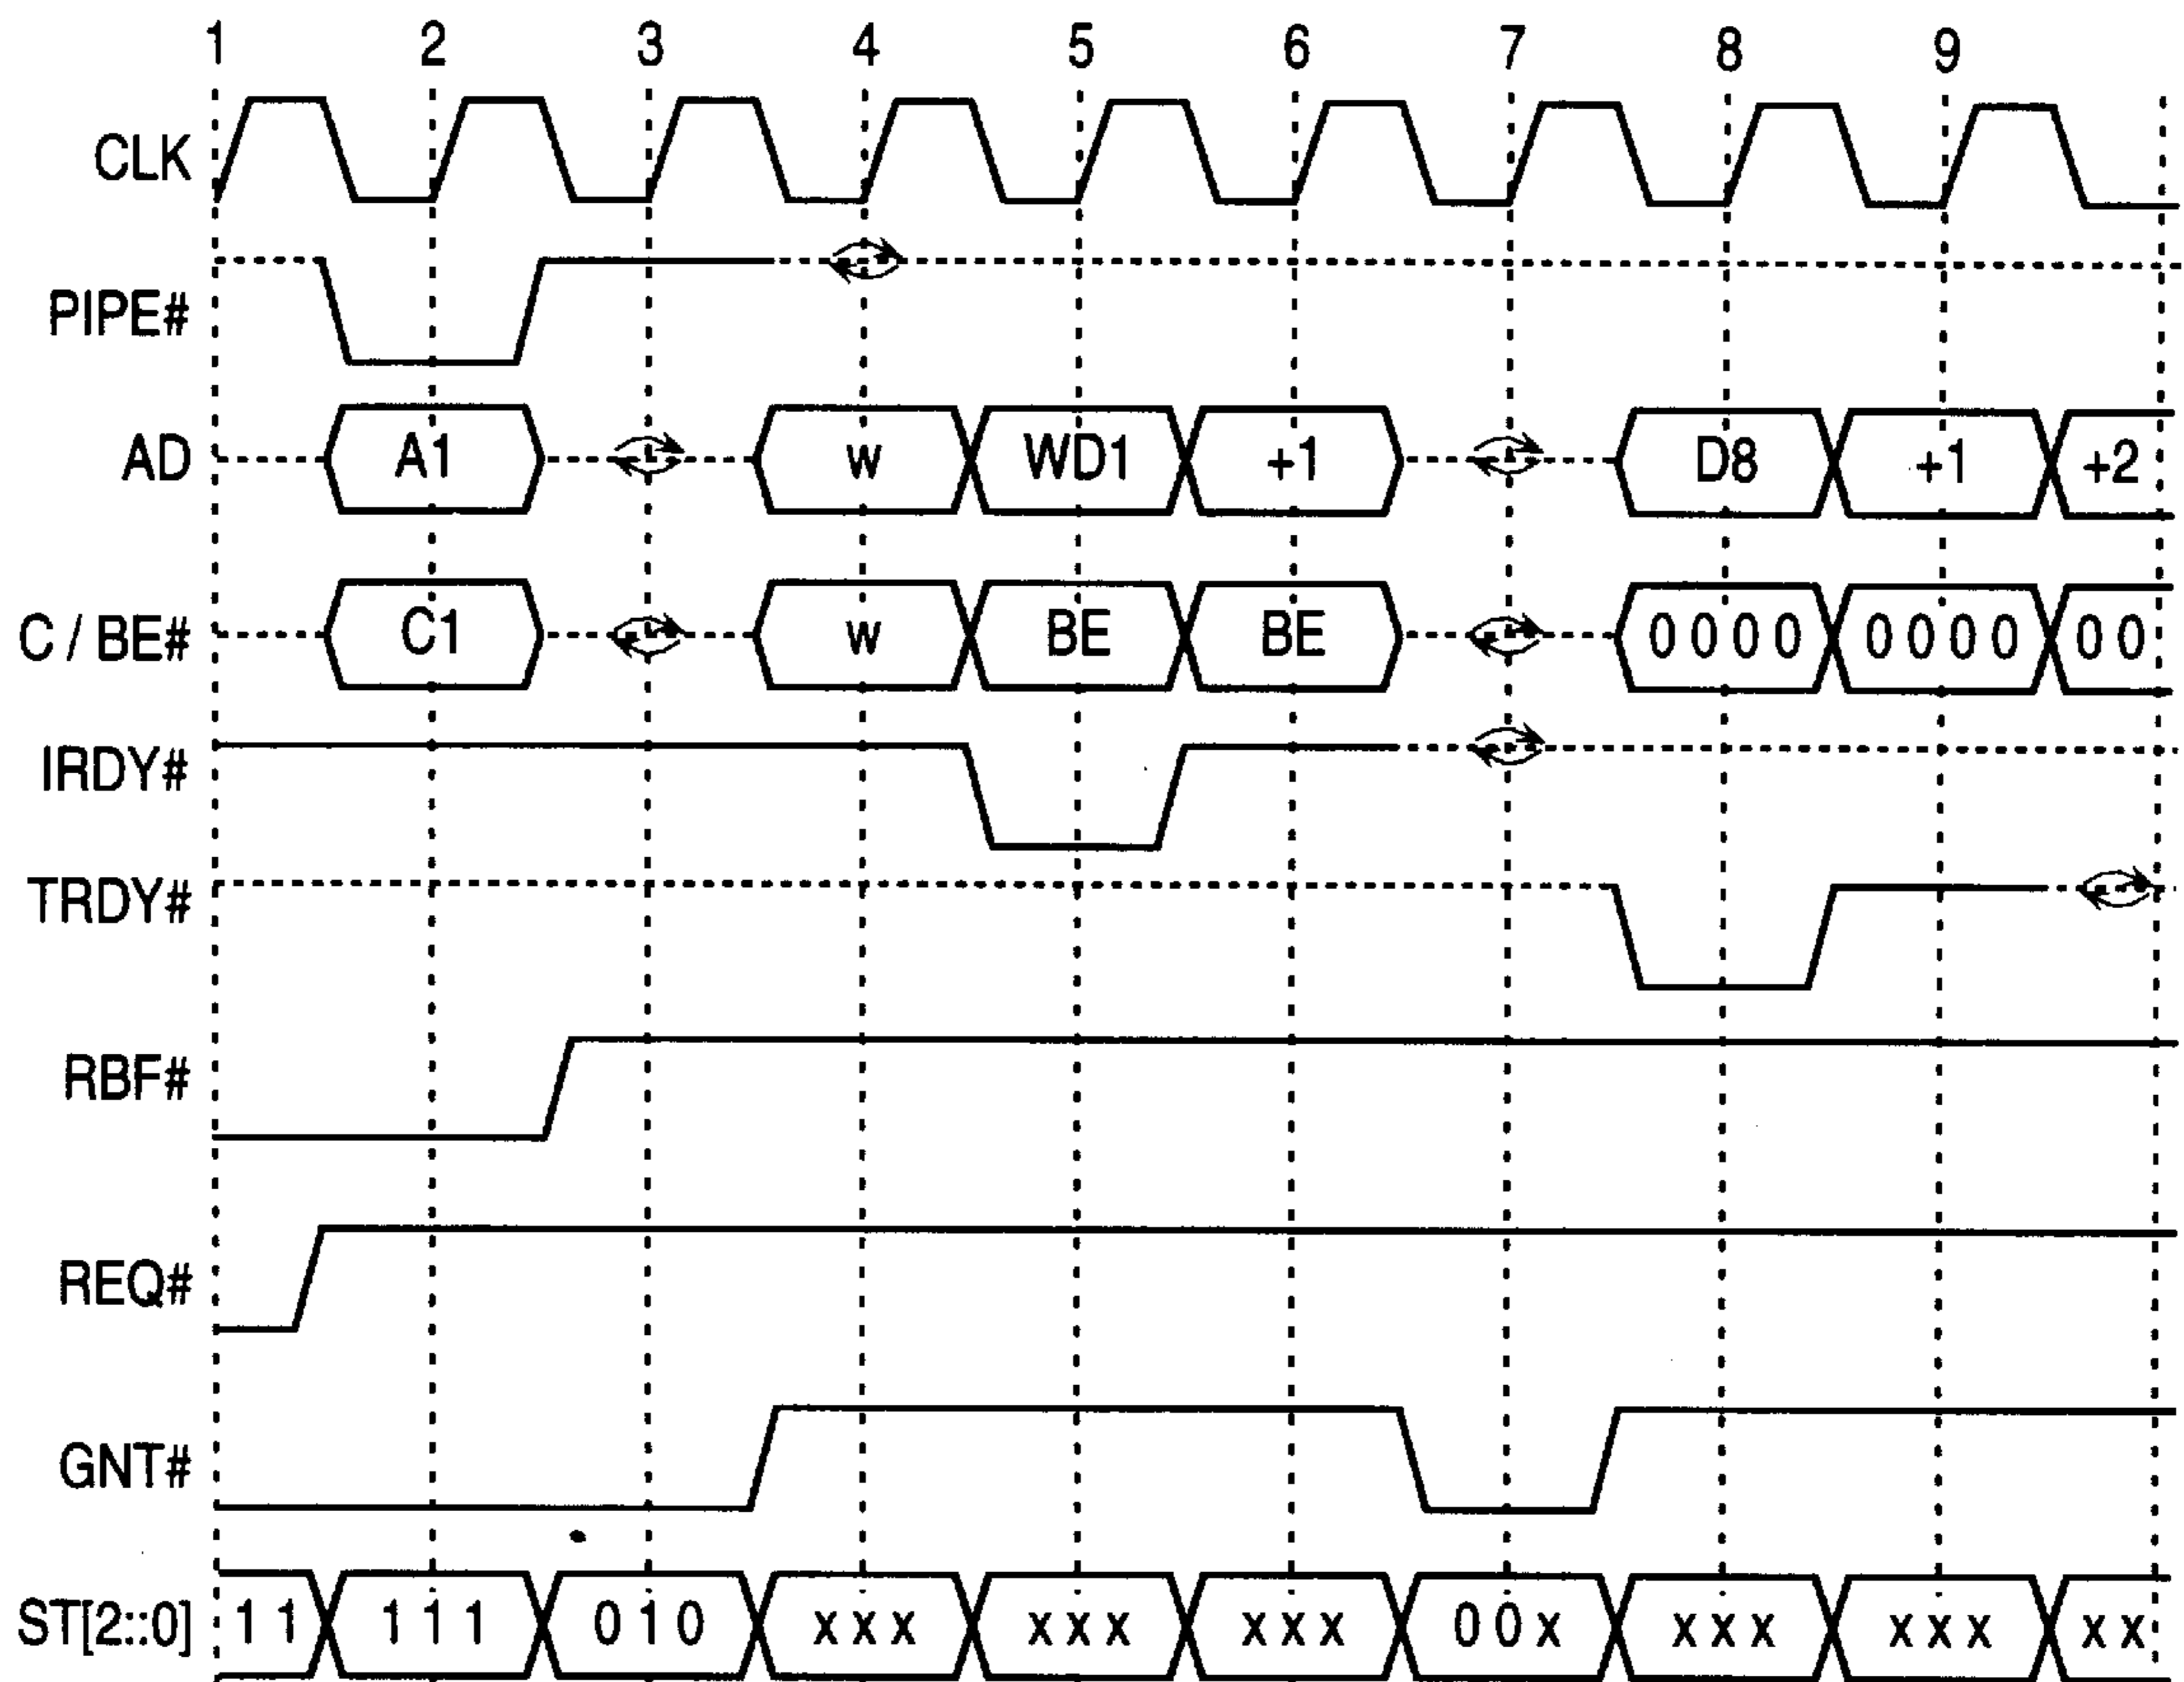 1 2 3 4 5 6 7 8 9
CLK
PIPE#
AD A1 w WD1 +1 D8 +1 +2
C / BE# C1 w BE BE 0 0 0 0 0 0 0 0 0 0
IRDY#
TRDY#
RBF#
REQ#
GNT#
ST[2::0] 1 1 1 1 1 0 1 0 x x x x x x x x x 0 0 x x x x x x x x x